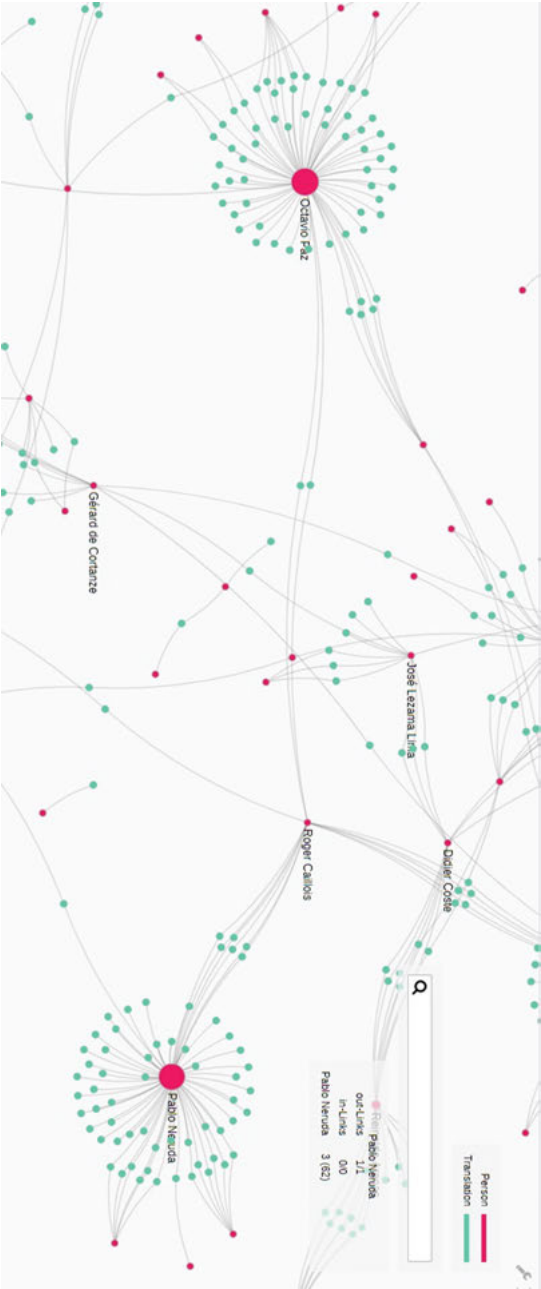 Person
Translation
Didier Coste
José Lezama Lima
Pablo Neruda
out-Links 1/1
in-Links 0/0
Pablo Neruda 3 (62)
Octavio Paz
Roger Caillois
Pablo Neruda
Gérard de Cortanze